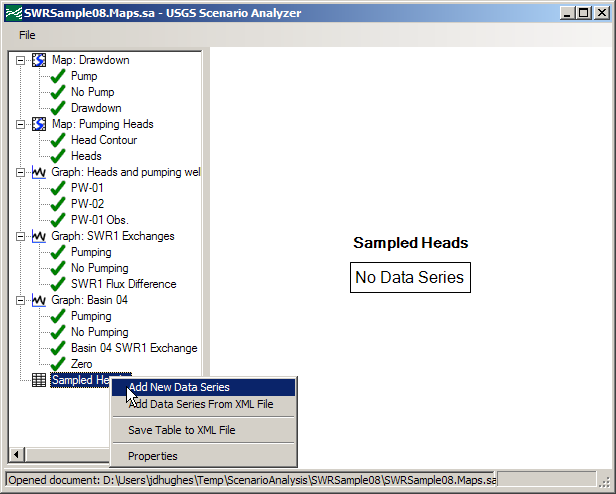 SWRSample08.Maps.sa - USGS Scenario Analyzer
File
Map: Drawdown
Pump
No Pump
Drawdown
Map: Pumping Heads
Head Contour
Heads
Graph: Heads and pumping wel
PW-01
PW-02
PW-01 Obs.
Graph: SWR1 Exchanges
Pumping
No Pumping
SWR1 Flux Difference
Graph: Basin 04
Pumping
No Pumping
Basin 04 SWR1 Exchange
Zero
Sampled He
Add New Data Series
Add Data Series From XML File
Save Table to XML File
Properties
Sampled Heads
No Data Series
Opened document: D:\Users\jdhughes\Temp\ScenarioAnalysis\SWRSample08\SWRSample08.Maps.sa